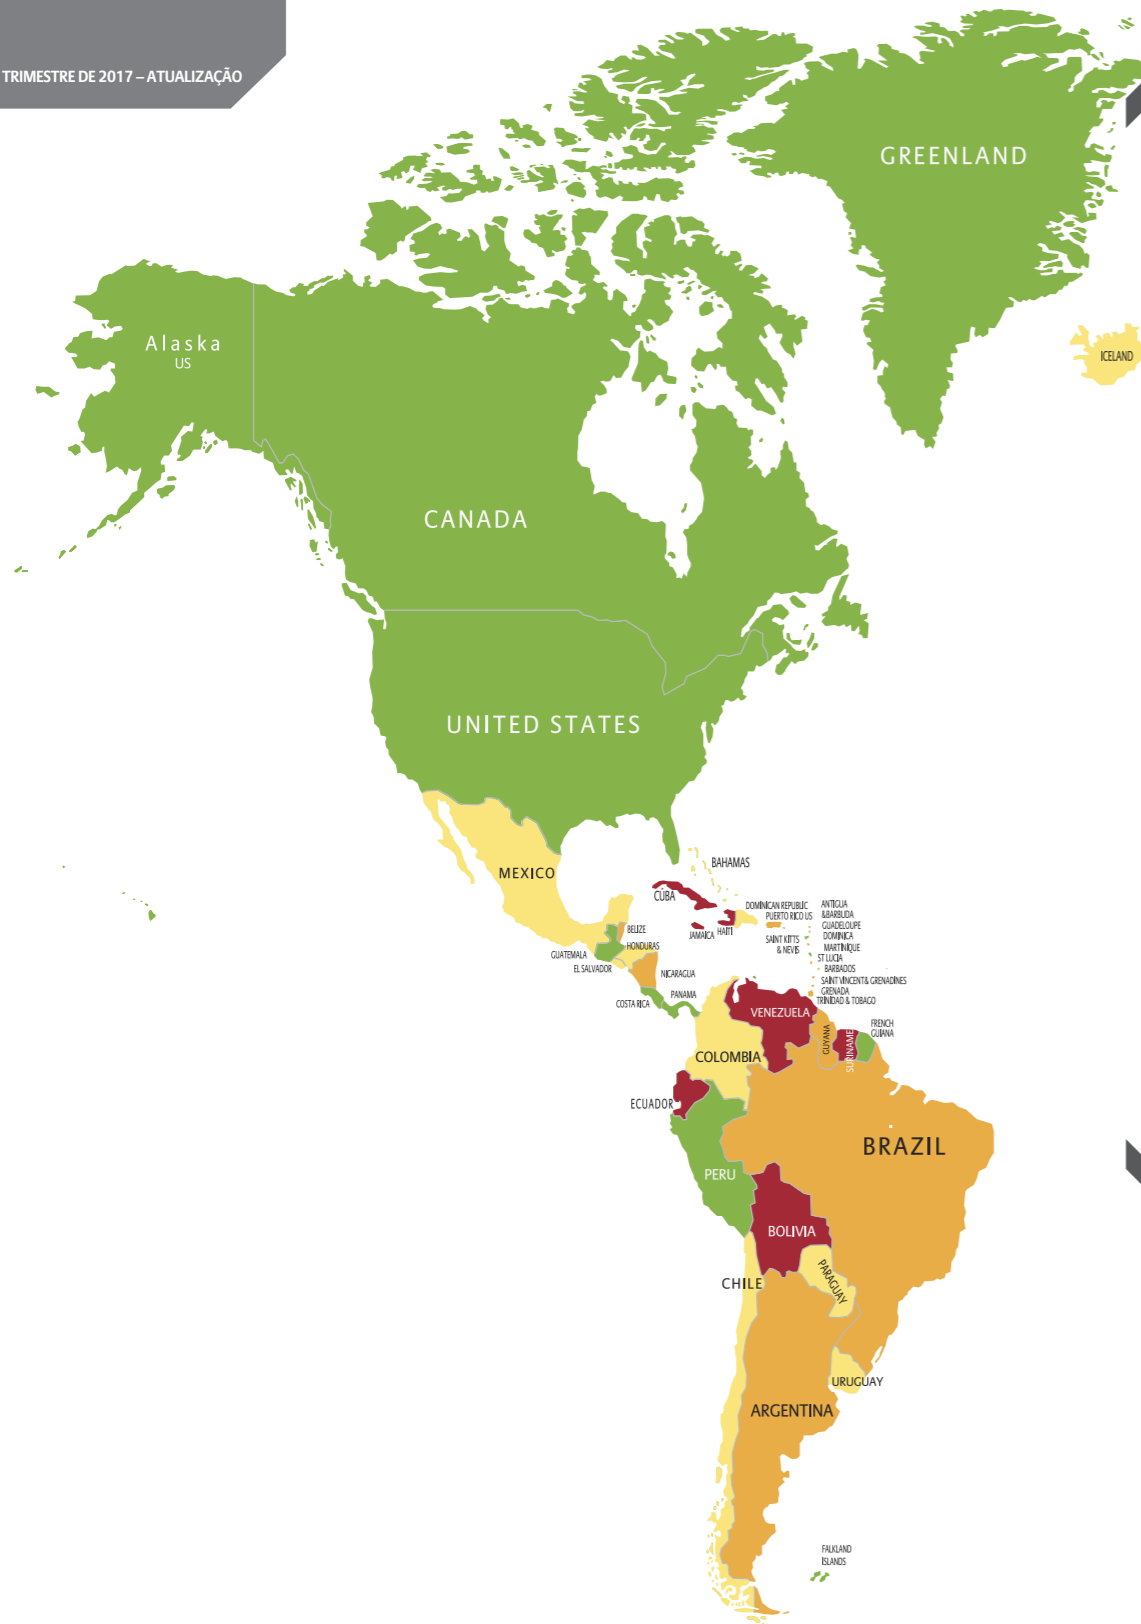 TRIMESTRE DE 2017 – ATUALIZAÇÃO
GREENLAND
Alaska
US
ICELAND
CANADA
UNITED STATES
MEXICO
BAHAMAS
CUBA
DOMINICAN REPUBLIC
PUERTO RICO US
ANTIGUA
&BARBUDA
GUADELOUPE
DOMINICA
MARTINIQUE
ST LUCIA
BARBADOS
SAINT VINCENT& GRENADINES
GRENADA
TRINIDAD & TOBAGO
JAMAICA
HAITI
SAINT KITTS
& NEVIS
BELIZE
HONDURAS
GUATEMALA
EL SALVADOR
NICARAGUA
COSTA RICA
PANAMA
VENEZUELA
GUYANA
SURINAME
FRENCH
GUIANA
COLOMBIA
ECUADOR
BRAZIL
PERU
BOLIVIA
PARAGUAY
CHILE
URUGUAY
ARGENTINA
FALKLAND
ISLANDS